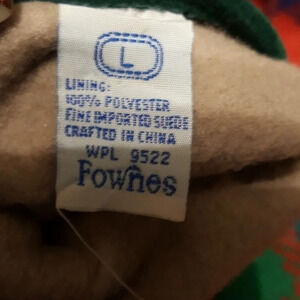 L
LINING:
100% POLYESTER
FINE IMPORTED SUEDE
CRAFTED IN CHINA
WPL 9522
Fownes